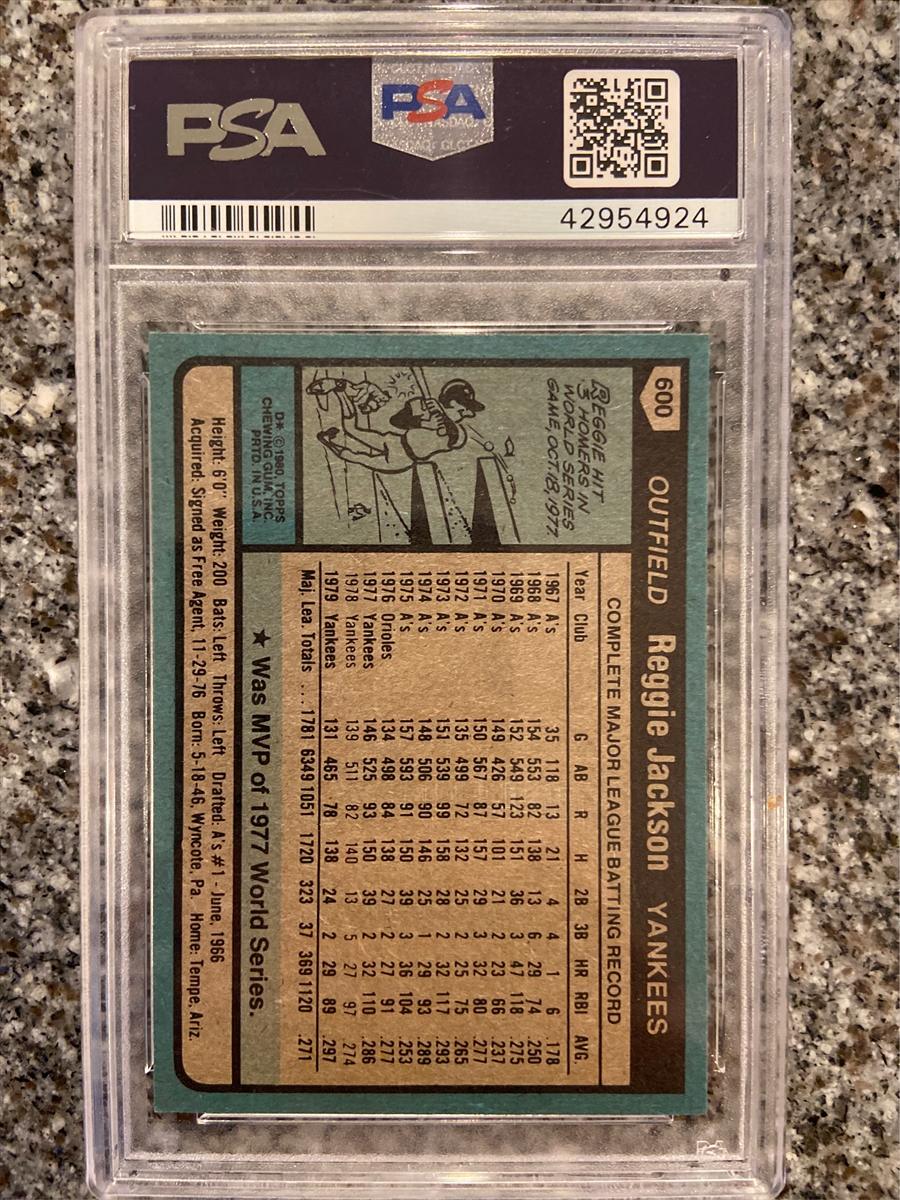 PSA
PSA
42954924
600 OUTFIELD Reggie Jackson YANKEES
REGGIE HIT
3 HOMERS IN
WORLD SERIES
GAME, OCT. 18, 1977.
D* © 1980 TOPPS
CHEWING GUM, INC.
PRTD. IN U.S.A.
COMPLETE MAJOR LEAGUE BATTING RECORD
Year Club G AB R H 2B 3B HR RBI AVG.
1967 A's 35 118 13 21 4 4 1 6 .178
1968 A's 154 553 82 138 13 6 29 74 .250
1969 A's 152 549 123 151 36 3 47 118 .275
1970 A's 149 426 57 101 21 2 23 66 .237
1971 A's 150 567 87 157 29 3 32 80 .277
1972 A's 135 499 72 132 25 2 25 75 .265
1973 A's 151 539 99 158 28 2 32 117 .293
1974 A's 148 506 90 146 25 1 29 93 .289
1975 A's 157 593 91 150 39 3 36 104 .253
1976 Orioles 134 498 84 138 27 2 27 91 .277
1977 Yankees 146 525 93 150 39 2 32 110 .286
1978 Yankees 139 511 82 140 13 5 27 97 .274
1979 Yankees 131 465 78 138 24 2 29 89 .297
Maj. Lea. Totals ... 1781 6349 1051 1720 323 37 369 1120 .271
★ Was MVP of 1977 World Series.
Height: 6'0" Weight: 200 Bats: Left Throws: Left Drafted: A's #1 - June, 1966
Acquired: Signed as Free Agent, 11-29-76 Born: 5-18-46, Wyncote, Pa. Home: Tempe, Ariz.